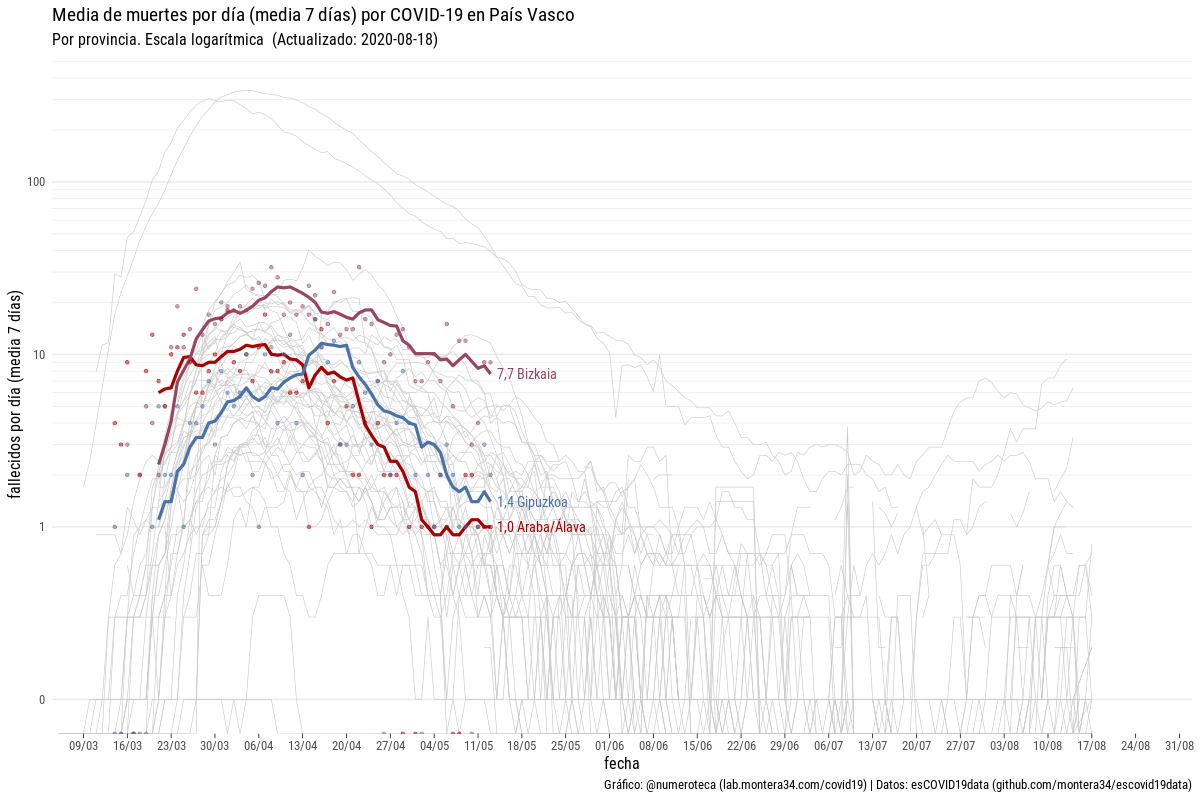 Media de muertes por día (media 7 días) por COVID-19 en País Vasco
Por provincia. Escala logarítmica (Actualizado: 2020-08-18)
fallecidos por día (media 7 días)
100
10
1
0
7,7 Bizkaia
1,4 Gipuzkoa
1,0 Araba/Álava
09/03 16/03 23/03 30/03 06/04 13/04 20/04 27/04 04/05 11/05 18/05 25/05 01/06 08/06 15/06 22/06 29/06 06/07 13/07 20/07 27/07 03/08 10/08 17/08 24/08 31/08
fecha
Gráfico: @numeroteca (lab.montera34.com/covid19) | Datos: esCOVID19data (github.com/montera34/escovid19data)